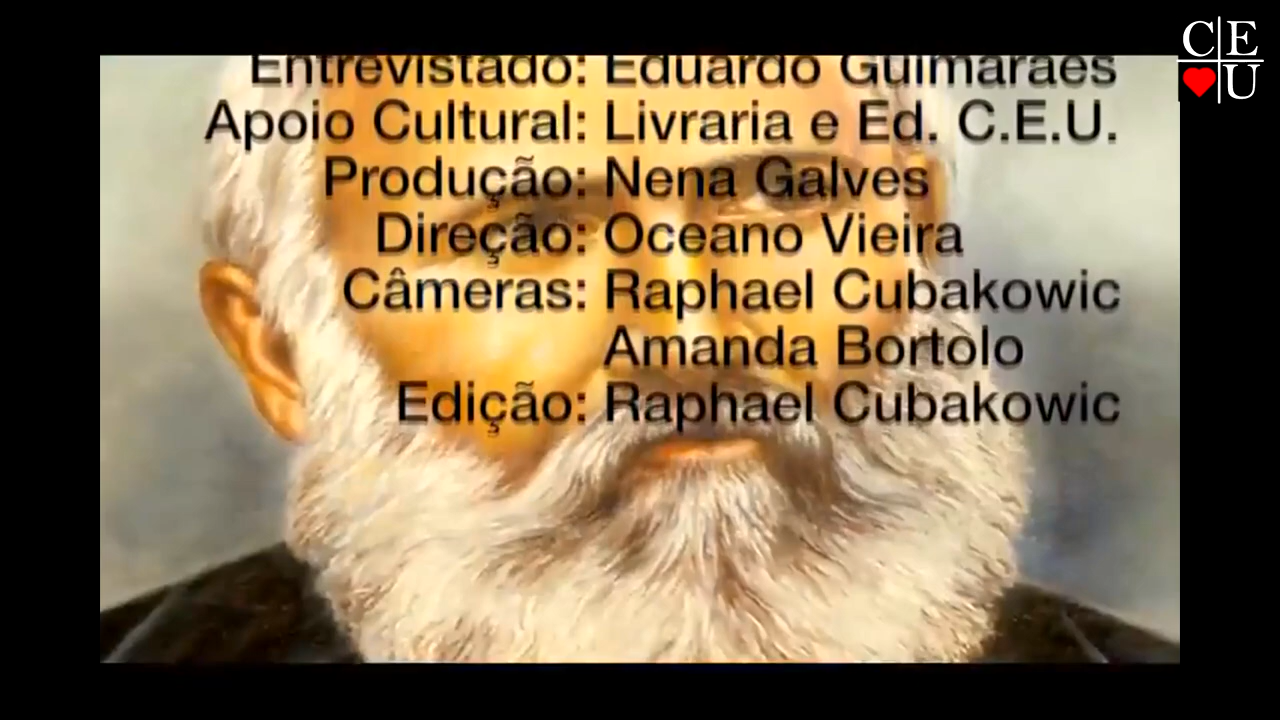 C E
U
Entrevistado: Eduardo Guimarães
Apoio Cultural: Livraria e Ed. C.E.U.
Produção: Nena Galves
Direção: Oceano Vieira
Câmeras: Raphael Cubakowic
Amanda Bortolo
Edição: Raphael Cubakowic